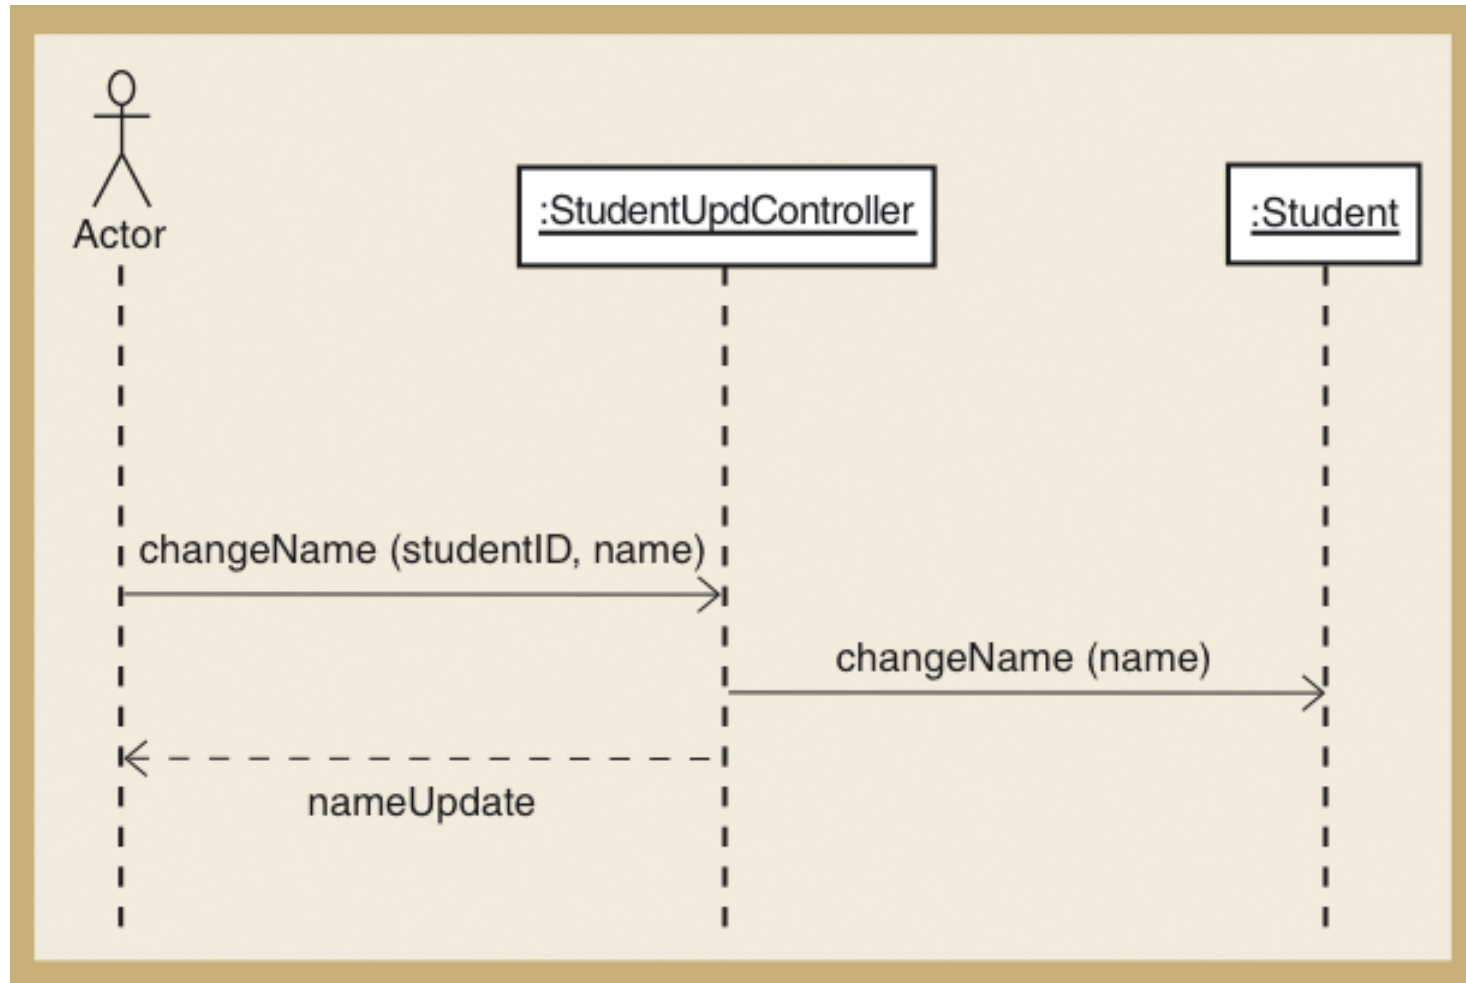 Actor
:StudentUpdController
:Student
changeName (studentID, name)
changeName (name)
nameUpdate